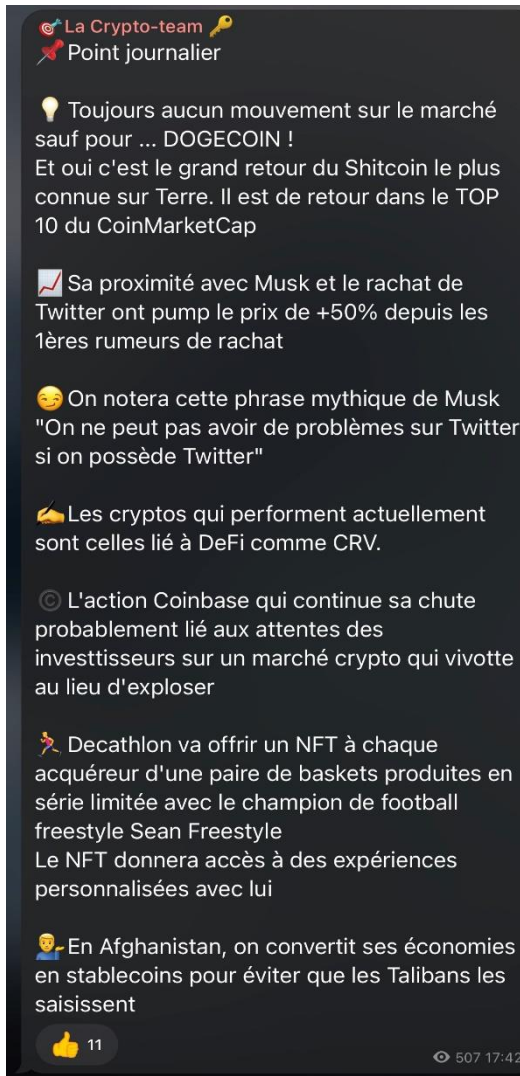 🎯La Crypto-team 🔑
📌Point journalier
💡 Toujours aucun mouvement sur le marché
sauf pour ... DOGECOIN !
Et oui c'est le grand retour du Shitcoin le plus
connue sur Terre. Il est de retour dans le TOP
10 du CoinMarketCap
📈 Sa proximité avec Musk et le rachat de
Twitter ont pump le prix de +50% depuis les
1ères rumeurs de rachat
😏 On notera cette phrase mythique de Musk
"On ne peut pas avoir de problèmes sur Twitter
si on possède Twitter"
✍️Les cryptos qui performent actuellement
sont celles lié à DeFi comme CRV.
© L'action Coinbase qui continue sa chute
probablement lié aux attentes des
investtisseurs sur un marché crypto qui vivotte
au lieu d'exploser
🏃‍♀️ Decathlon va offrir un NFT à chaque
acquéreur d'une paire de baskets produites en
série limitée avec le champion de football
freestyle Sean Freestyle
Le NFT donnera accès à des expériences
personnalisées avec lui
💁‍♂️En Afghanistan, on convertit ses économies
en stablecoins pour éviter que les Talibans les
saisissent
👍 11
507 17:42